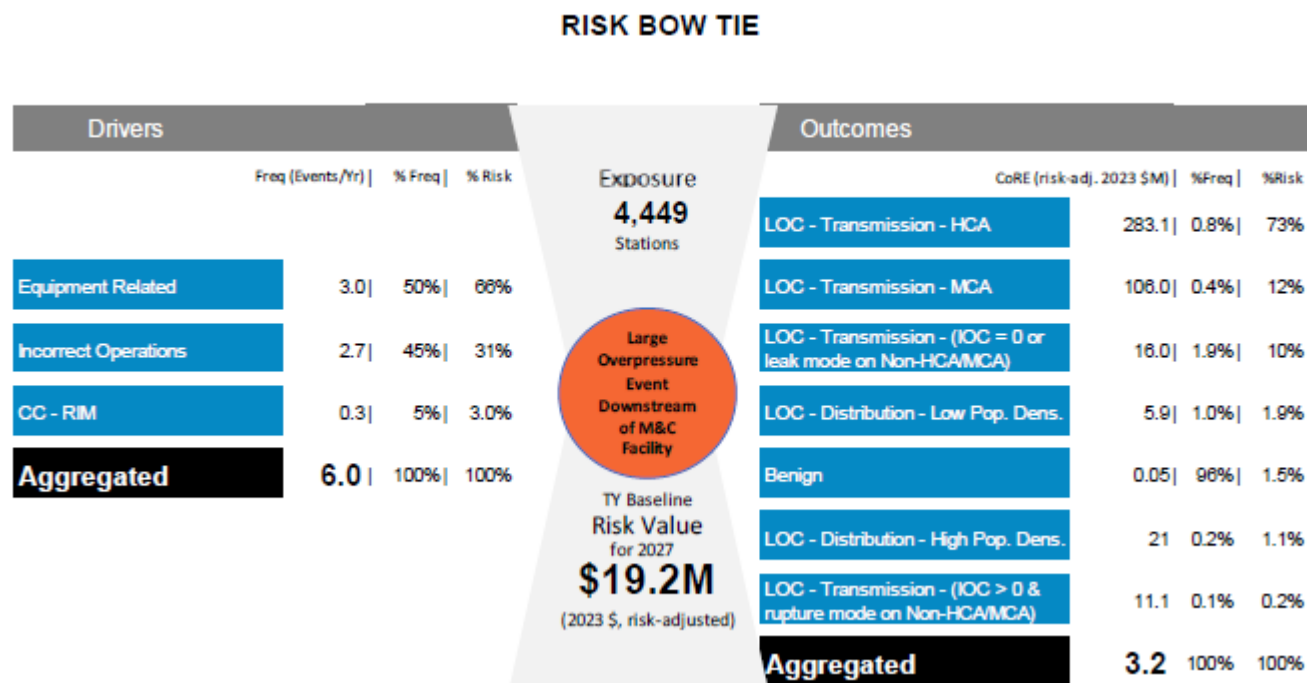 RISK BOW TIE
Drivers
Freq (Events/Yr)| % Freq| % Risk
Equipment Related 3.0| 50%| 66%
Incorrect Operations 2.7| 45%| 31%
CC - RIM 0.3| 5%| 3.0%
Aggregated 6.0| 100%| 100%
Exposure
4,449
Stations
Large
Overpressure
Event
Downstream
of M&C
Facility
TY Baseline
Risk Value
for 2027
$19.2M
(2023 $, risk-adjusted)
Outcomes
CoRE (risk-adj. 2023 $M)| %Freq| %Risk
LOC - Transmission - HCA 283.1| 0.8%| 73%
LOC - Transmission - MCA 106.0| 0.4%| 12%
LOC - Transmission - (IOC = 0 or
leak mode on Non-HCA/MCA) 16.0| 1.9%| 10%
LOC - Distribution - Low Pop. Dens. 5.9| 1.0%| 1.9%
Benign 0.05| 96%| 1.5%
LOC - Distribution - High Pop. Dens. 21 0.2% 1.1%
LOC - Transmission - (IOC > 0 &
rupture mode on Non-HCA/MCA) 11.1 0.1% 0.2%
Aggregated 3.2 100% 100%